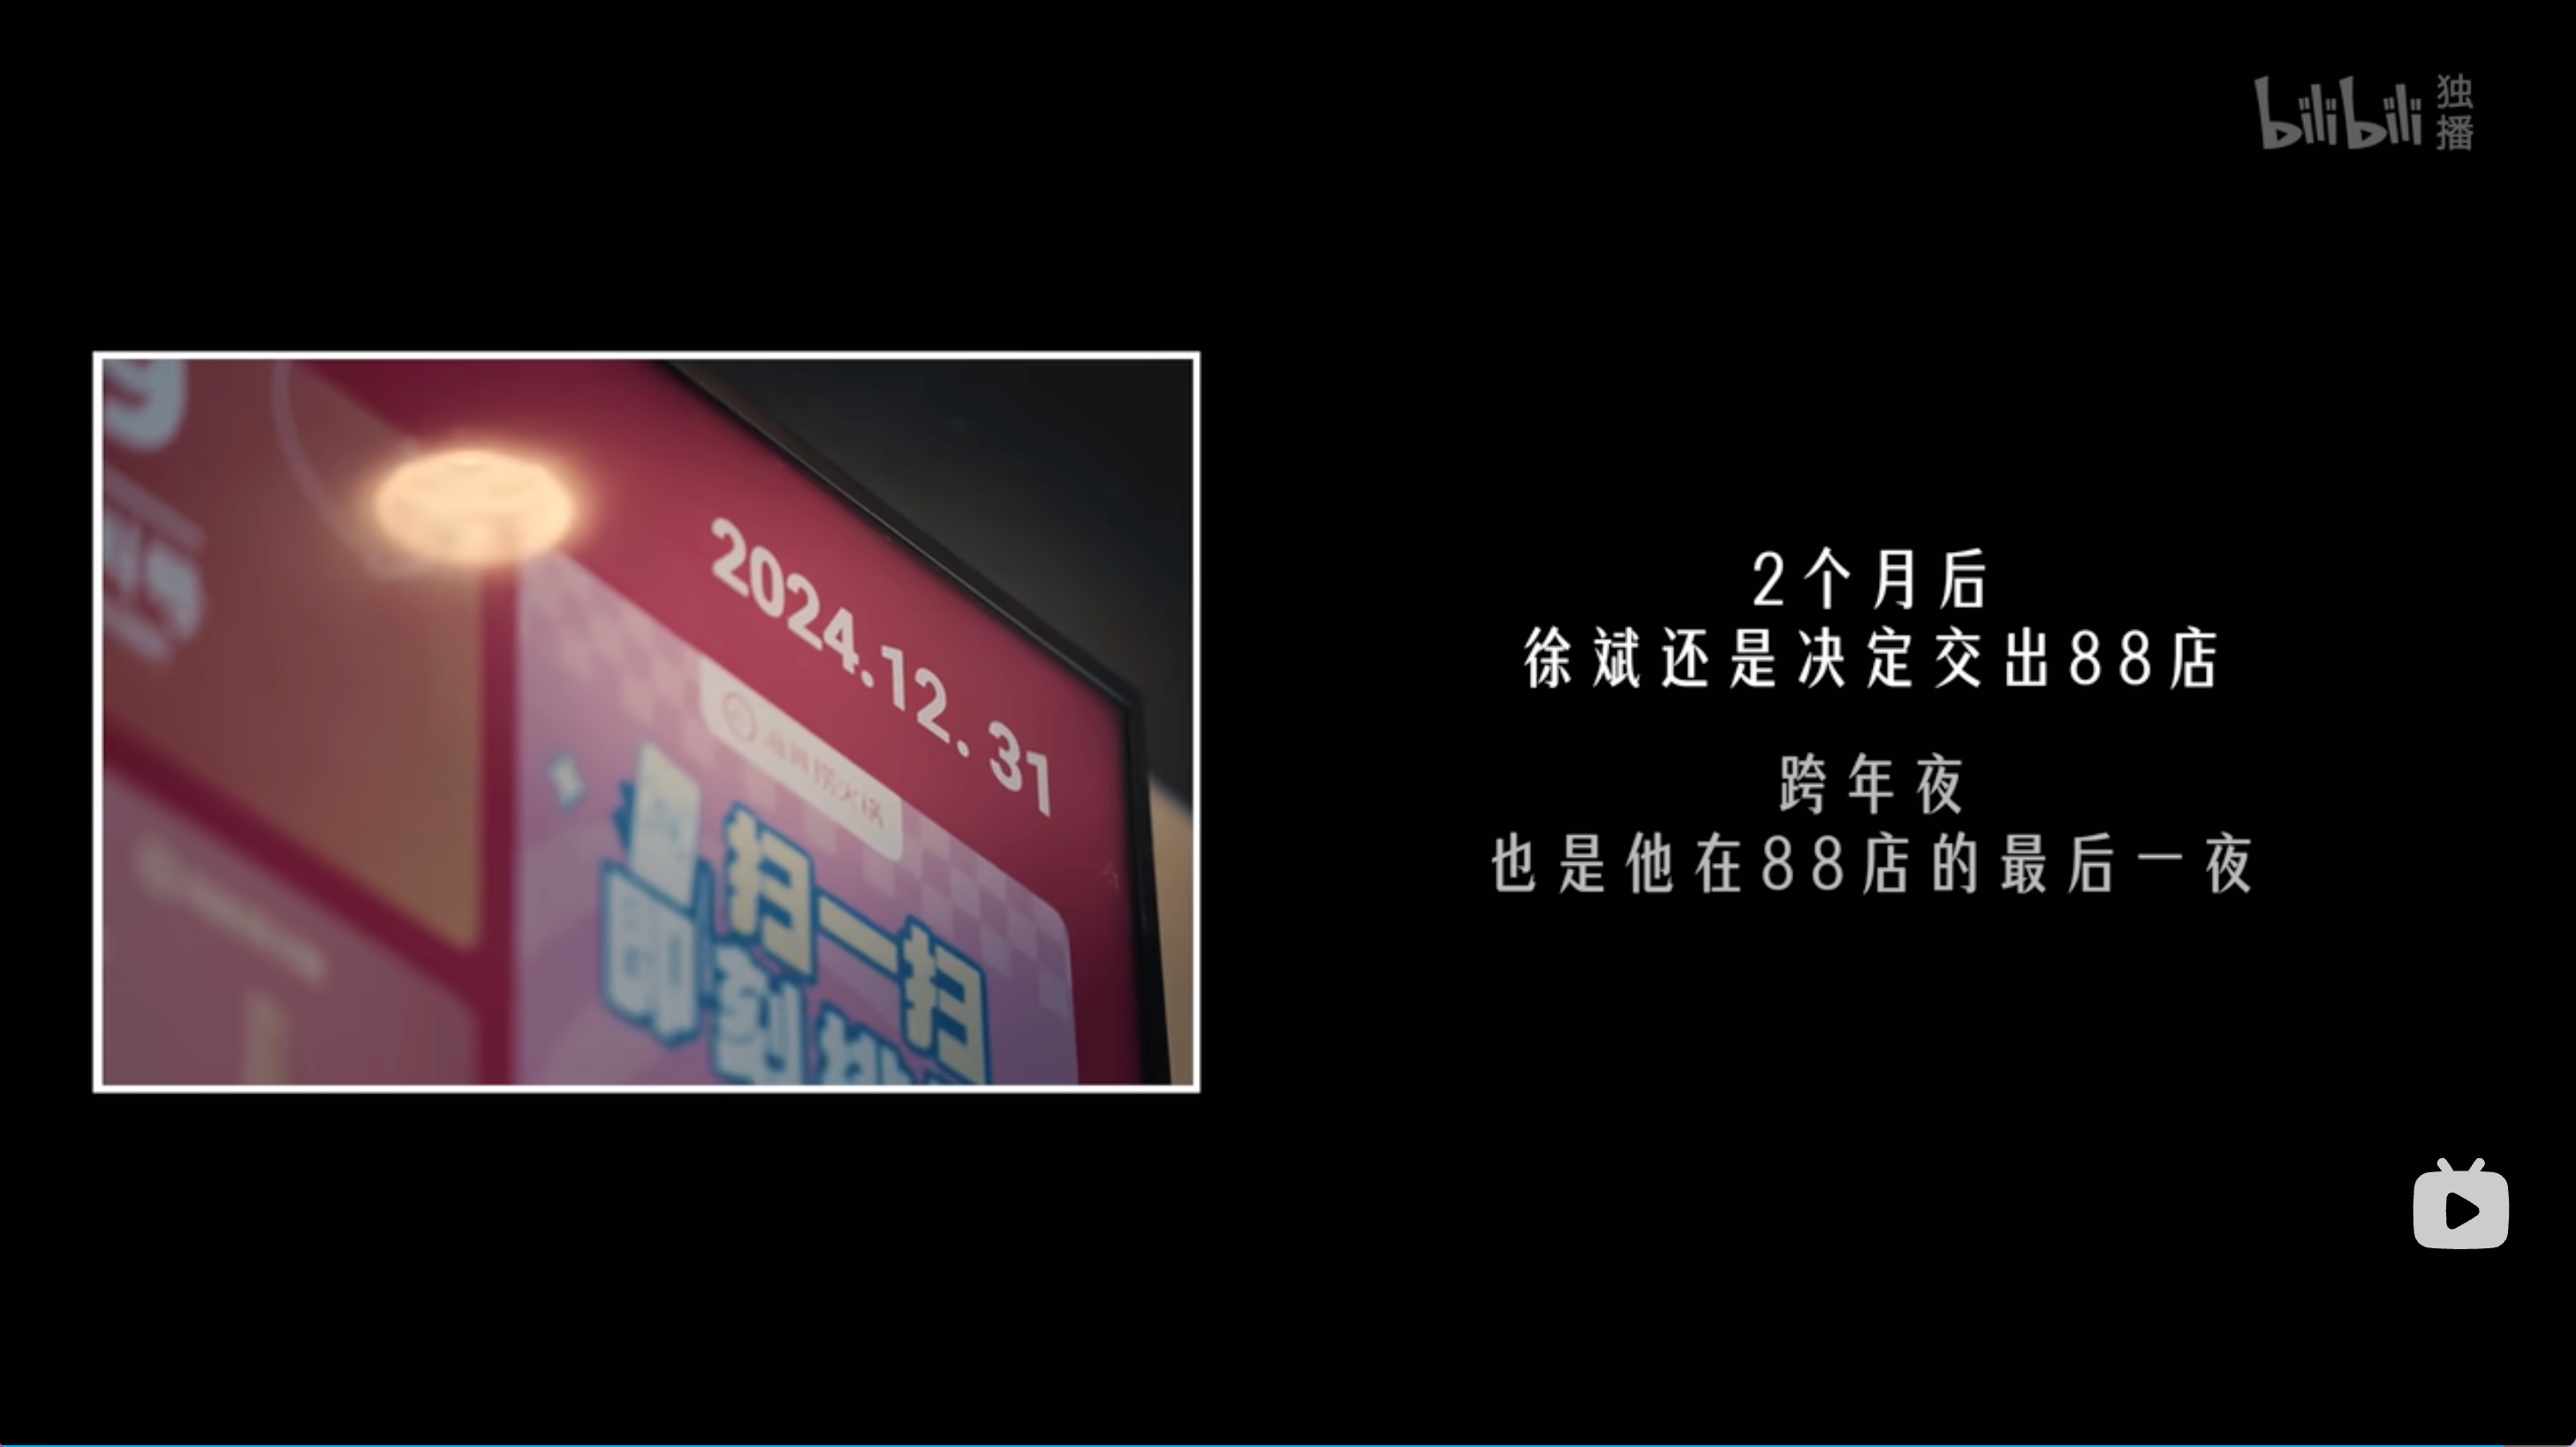 bilibili 独播
2024.12.31
扫一扫
即刻
2个月后
徐斌还是决定交出88店
跨年夜
也是他在88店的最后一夜